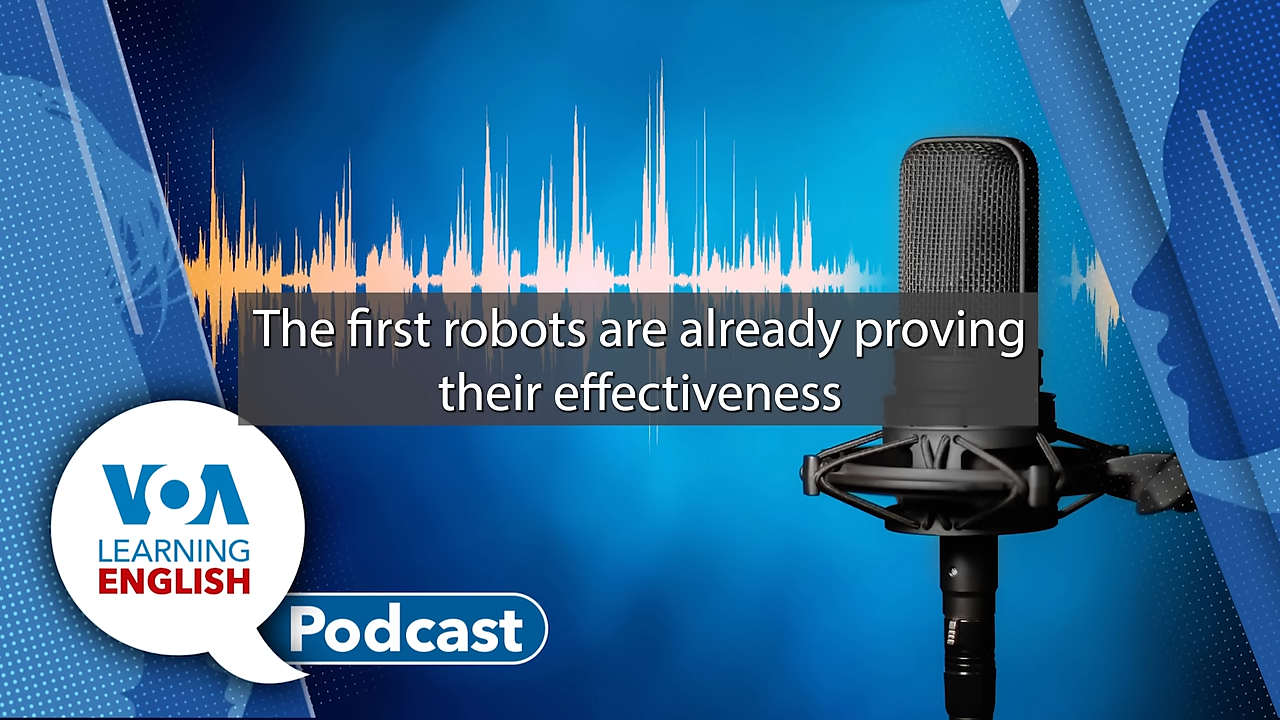 The first robots are already proving
their effectiveness
VOA
LEARNING
ENGLISH
Podcast